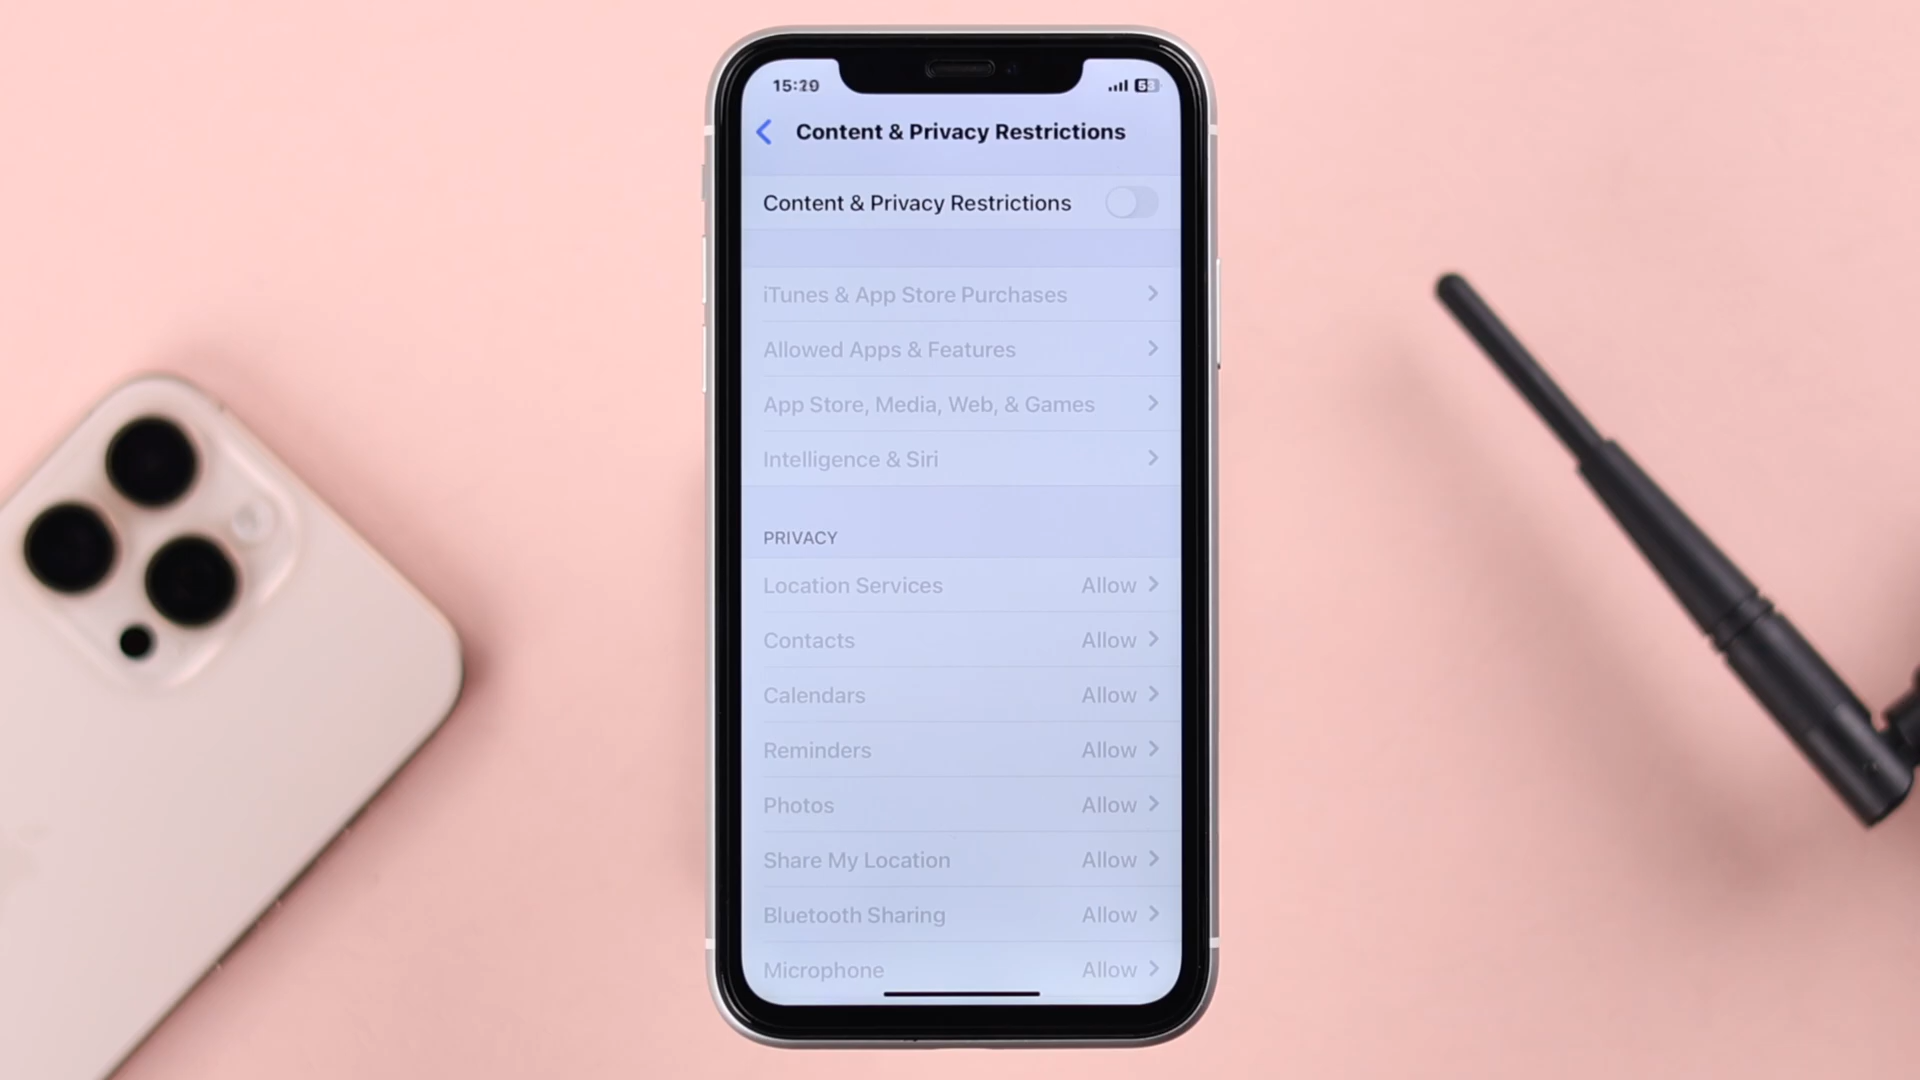 15:29
Content & Privacy Restrictions
Content & Privacy Restrictions
iTunes & App Store Purchases
Allowed Apps & Features
App Store, Media, Web, & Games
Intelligence & Siri
PRIVACY
Location Services Allow
Contacts Allow
Calendars Allow
Reminders Allow
Photos Allow
Share My Location Allow
Bluetooth Sharing Allow
Microphone Allow